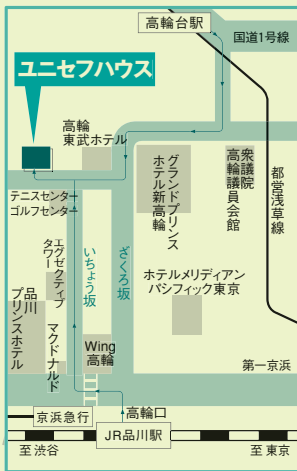 高輪台駅
国道1号線
ユニセフハウス
高輪
東武ホテル
グランドプリンス
ホテル新高輪
衆議院
高輪議員会館
都営浅草線
テニスセンター
ゴルフセンター
エグゼクティブ
タワー
いちょう坂
ざくろ坂
ホテルメリディアン
パシフィック東京
品川
プリンスホテル
マクドナルド
Wing
高輪
第一京浜
京浜急行
高輪口
JR品川駅
至渋谷
至東京